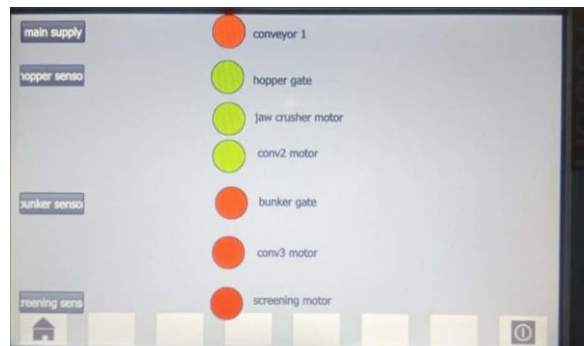 main supply
conveyor 1
hopper senso
hopper gate
jaw crusher motor
conv2 motor
bunker senso
bunker gate
conv3 motor
reening sens
screening motor